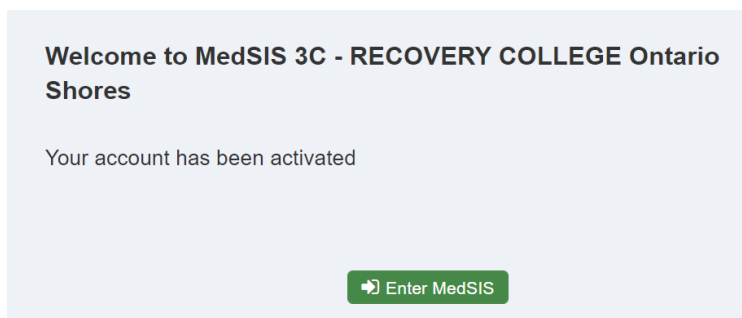 Welcome to MedSIS 3C - RECOVERY COLLEGE Ontario
Shores
Your account has been activated
Enter MedSIS